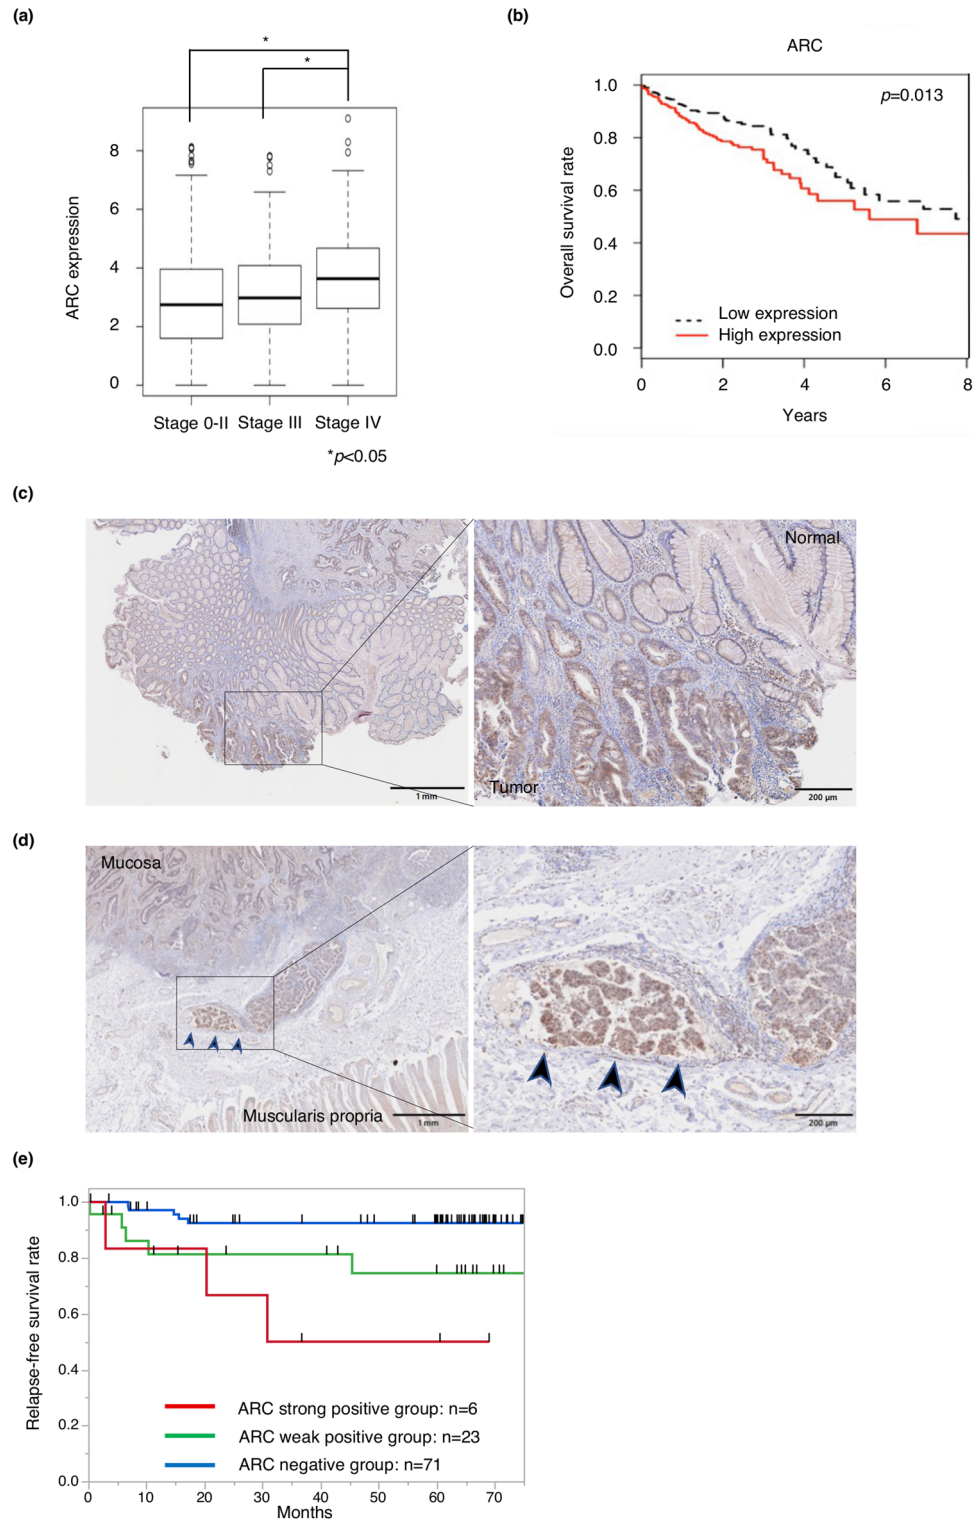 (a)
*
*
8
6
4
2
0
ARC expression
Stage 0-II Stage III Stage IV
*p<0.05
(b)
ARC
p=0.013
1.0
0.8
0.6
0.4
0.2
0.0
Overall survival rate
Low expression
High expression
0 2 4 6 8
Years
(c)
1 mm
Normal
Tumor
200 µm
(d)
Mucosa
Muscularis propria
1 mm
200 µm
(e)
1.0
0.8
0.6
0.4
0.2
0.0
Relapse-free survival rate
ARC strong positive group: n=6
ARC weak positive group: n=23
ARC negative group: n=71
0 10 20 30 40 50 60 70
Months